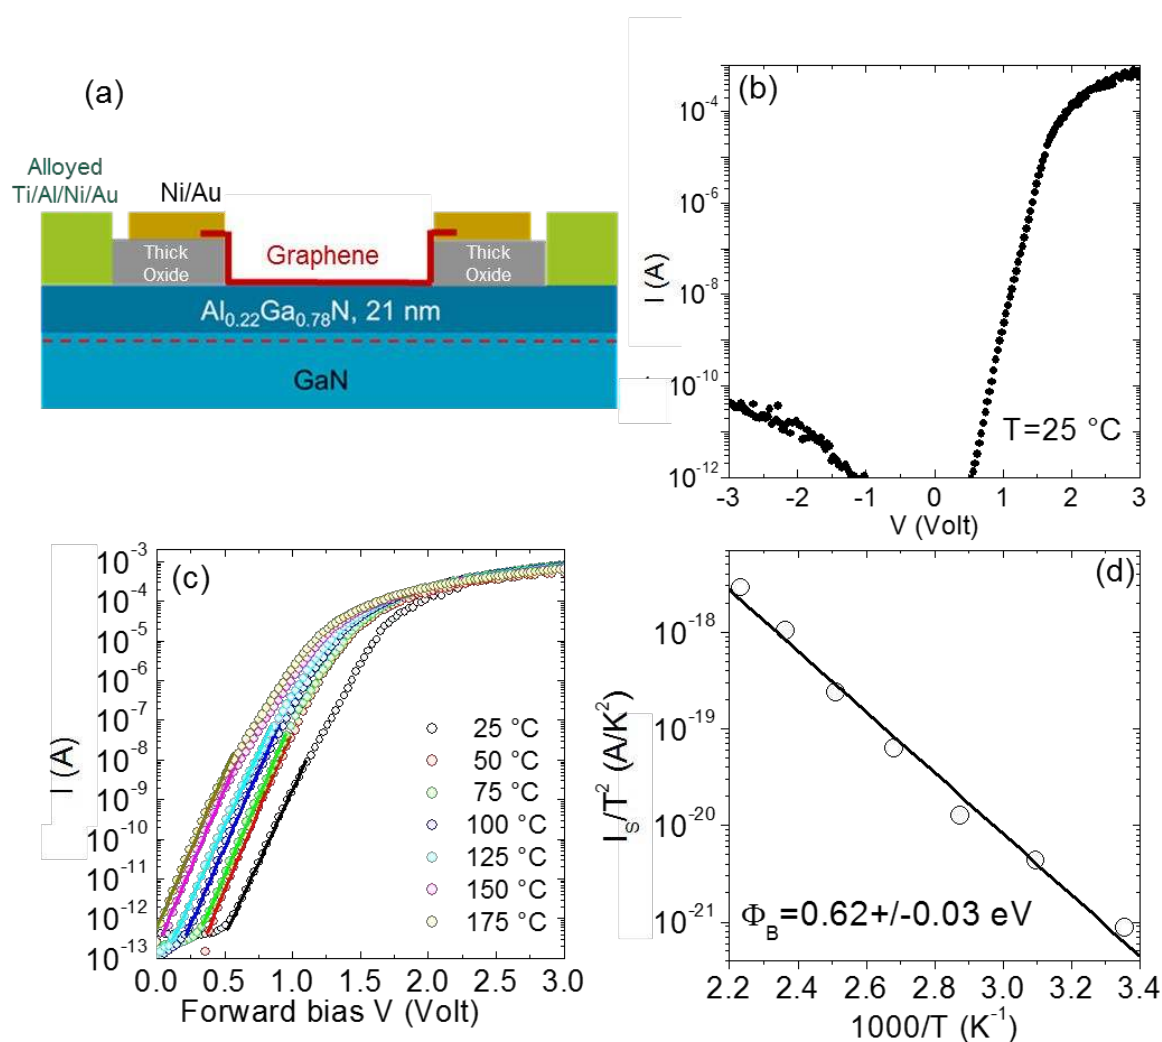 (a)
Alloyed
Ti/Al/Ni/Au
Ni/Au
Thick
Oxide
Graphene
Thick
Oxide
Al0.22Ga0.78N, 21 nm
GaN
(b)
10⁻⁴
10⁻⁶
10⁻⁸
10⁻¹⁰
10⁻¹²
I (A)
T=25 °C
-3 -2 -1 0 1 2 3
V (Volt)
(c)
10⁻³
10⁻⁴
10⁻⁵
10⁻⁶
10⁻⁷
10⁻⁸
10⁻⁹
10⁻¹⁰
10⁻¹¹
10⁻¹²
10⁻¹³
I (A)
25 °C
50 °C
75 °C
100 °C
125 °C
150 °C
175 °C
0.0 0.5 1.0 1.5 2.0 2.5 3.0
Forward bias V (Volt)
(d)
10⁻¹⁸
10⁻¹⁹
10⁻²⁰
10⁻²¹
I_S/T² (A/K²)
Φ_B=0.62+/-0.03 eV
2.2 2.4 2.6 2.8 3.0 3.2 3.4
1000/T (K⁻¹)